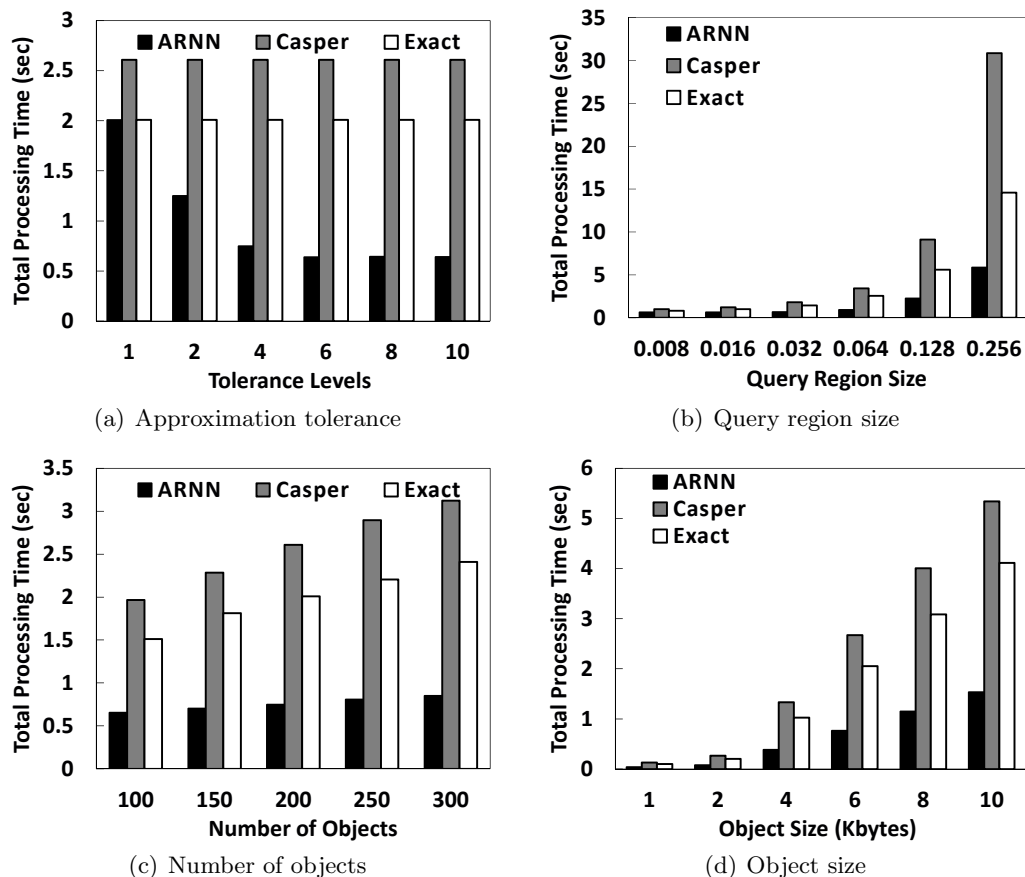 3
2.5
2
1.5
1
0.5
0
Total Processing Time (sec)
ARNN Casper Exact
1 2 4 6 8 10
Tolerance Levels
(a) Approximation tolerance
35
30
25
20
15
10
5
0
Total Processing Time (sec)
ARNN
Casper
Exact
0.008 0.016 0.032 0.064 0.128 0.256
Query Region Size
(b) Query region size
3.5
3
2.5
2
1.5
1
0.5
0
Total Processing Time (sec)
ARNN Casper Exact
100 150 200 250 300
Number of Objects
(c) Number of objects
6
5
4
3
2
1
0
Total Processing Time (sec)
ARNN
Casper
Exact
1 2 4 6 8 10
Object Size (Kbytes)
(d) Object size